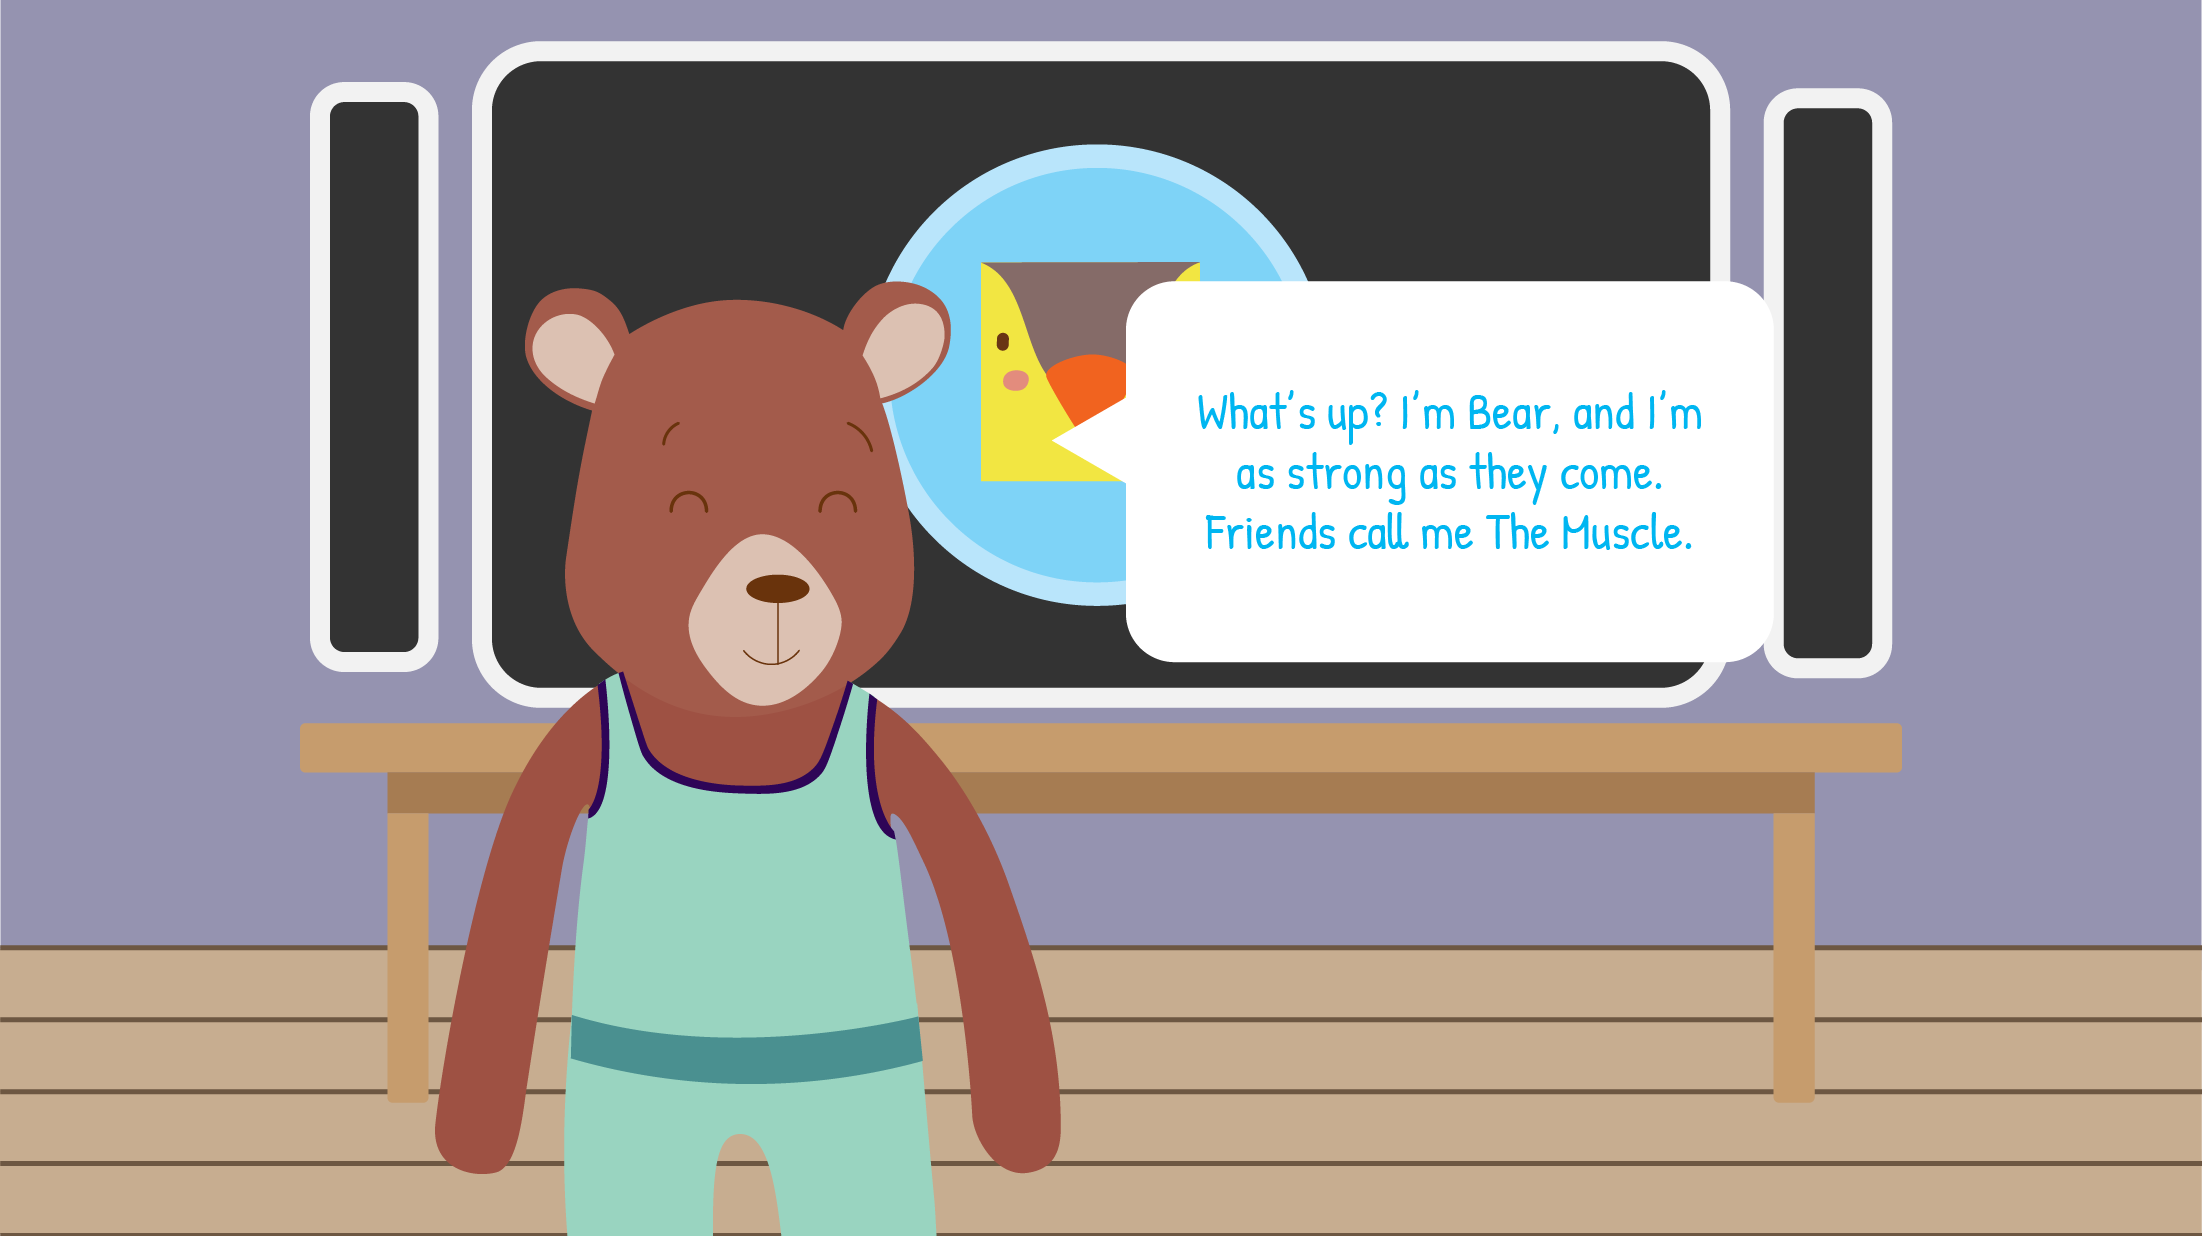 What's up? I'm Bear, and I'm
as strong as they come.
Friends call me The Muscle.